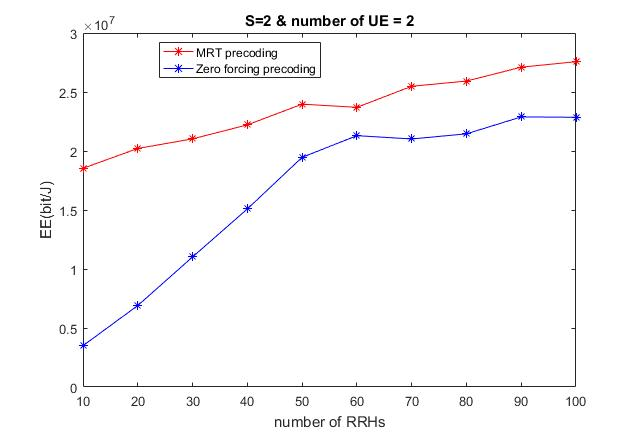 S=2 & number of UE = 2
×10^7
3
2.5
2
1.5
1
0.5
0
EE(bit/J)
MRT precoding
Zero forcing precoding
10 20 30 40 50 60 70 80 90 100
number of RRHs